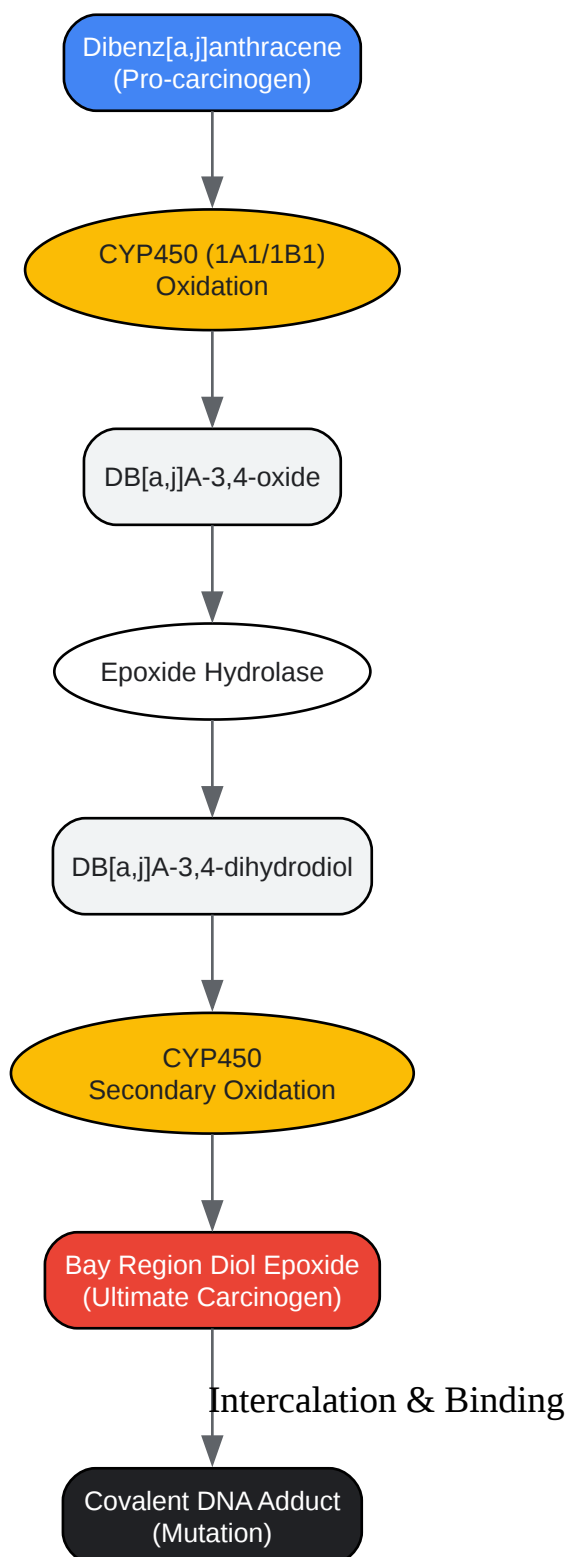 Dibenz[a,j]anthracene
(Pro-carcinogen)
CYP450 (1A1/1B1)
Oxidation
DB[a,j]A-3,4-oxide
Epoxide Hydrolase
DB[a,j]A-3,4-dihydrodiol
CYP450
Secondary Oxidation
Bay Region Diol Epoxide
(Ultimate Carcinogen)
Intercalation & Binding
Covalent DNA Adduct
(Mutation)